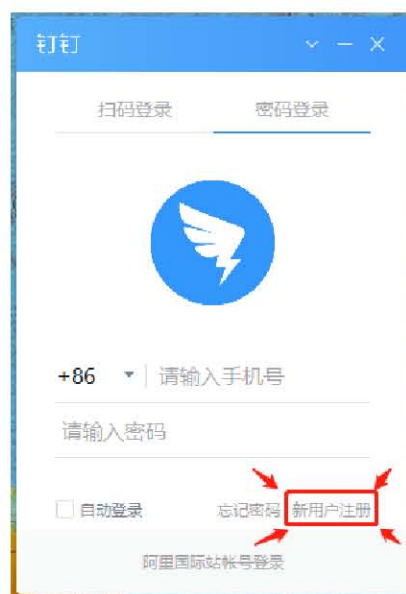 钉钉
扫码登录 密码登录
+86 请输入手机号
请输入密码
自动登录 忘记密码 新用户注册
阿里国际站帐号登录